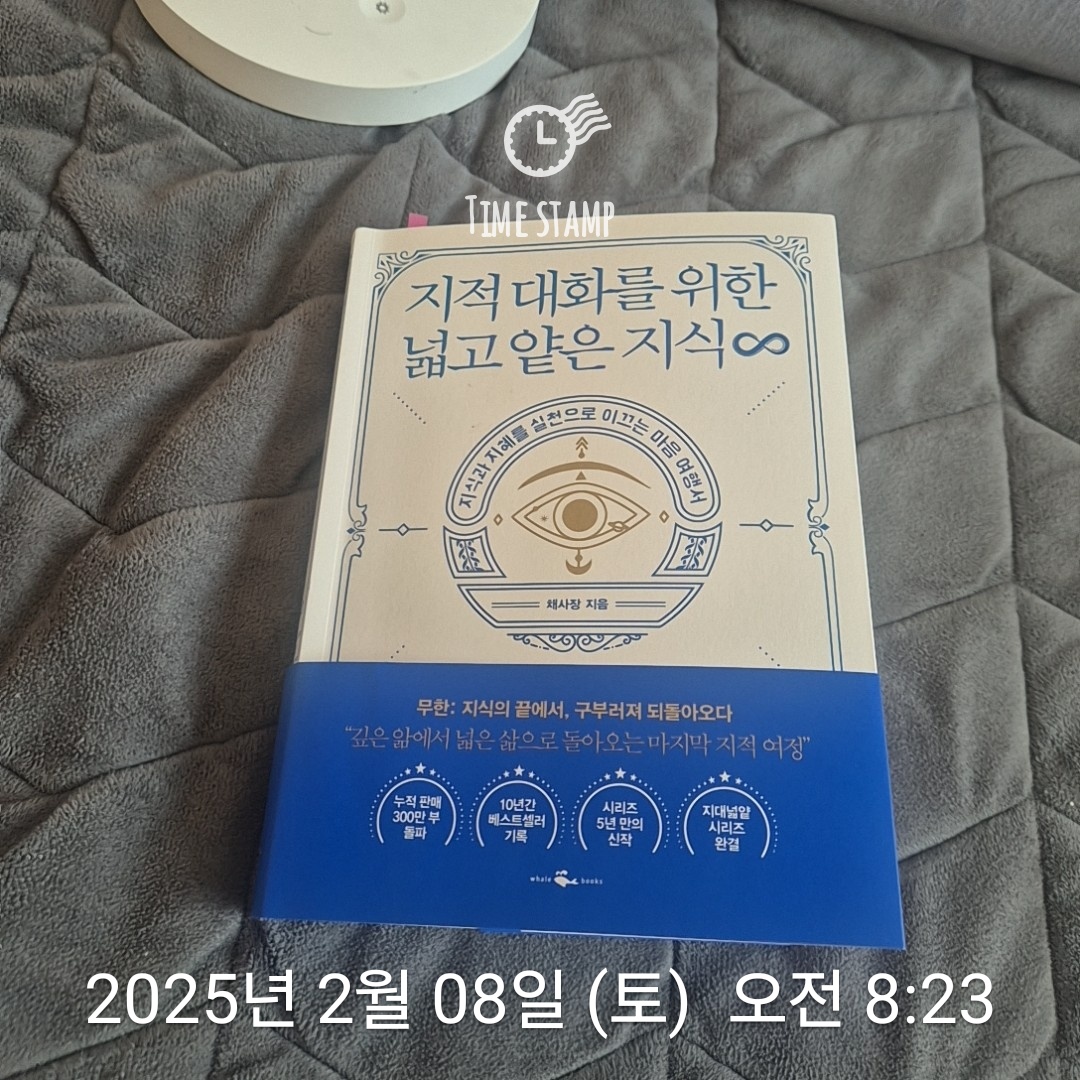 TIME STAMP
지적 대화를 위한
넓고 얕은 지식∞
지식과 지혜를 실천으로 이끄는 마음 여행서
채사장 지음
무한: 지식의 끝에서, 구부러져 되돌아오다
“깊은 앎에서 넓은 삶으로 돌아오는 마지막 지적 여정”
누적 판매
300만 부
돌파
10년간
베스트셀러
기록
시리즈
5년 만의
신작
지대넓얕
시리즈
완결
whale books
2025년 2월 08일 (토) 오전 8:23